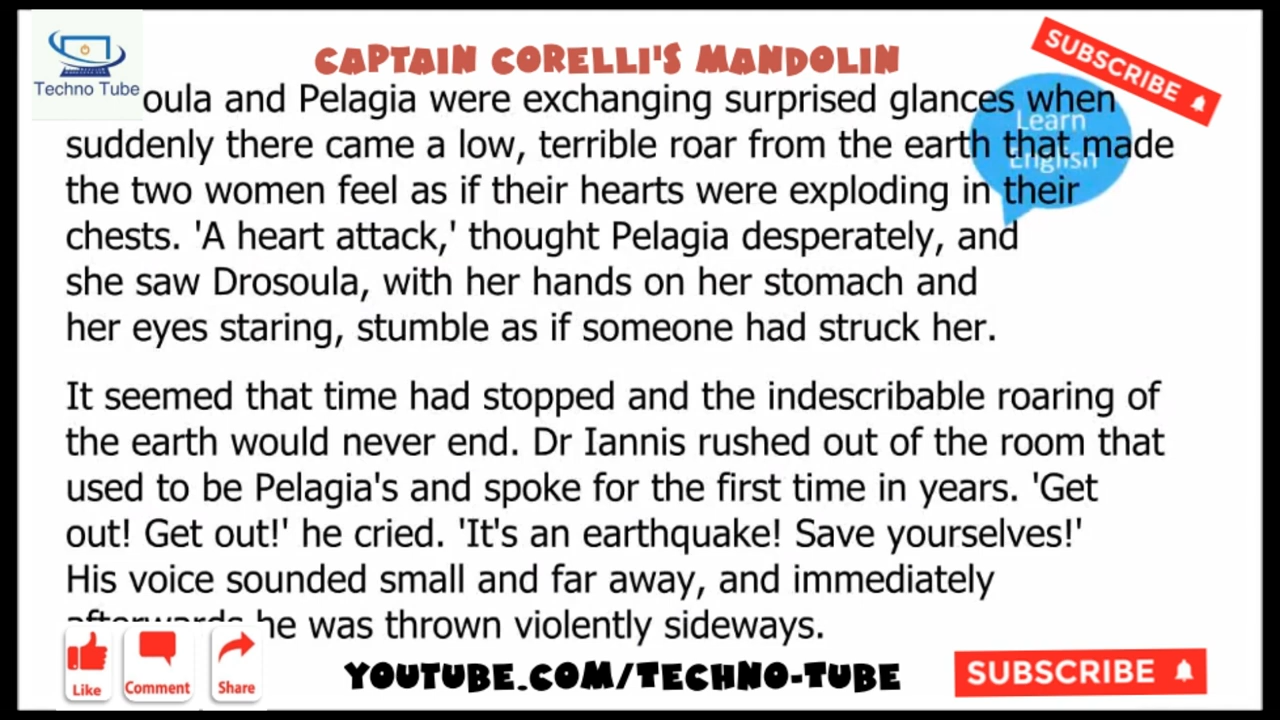 CAPTAIN CORELLI'S MANDOLIN
SUBSCRIBE
Techno Tube
Learn
English
oula and Pelagia were exchanging surprised glances when
suddenly there came a low, terrible roar from the earth that made
the two women feel as if their hearts were exploding in their
chests. 'A heart attack,' thought Pelagia desperately, and
she saw Drosoula, with her hands on her stomach and
her eyes staring, stumble as if someone had struck her.
It seemed that time had stopped and the indescribable roaring of
the earth would never end. Dr Iannis rushed out of the room that
used to be Pelagia's and spoke for the first time in years. 'Get
out! Get out!' he cried. 'It's an earthquake! Save yourselves!'
His voice sounded small and far away, and immediately
afterwards he was thrown violently sideways.
Like
Comment
Share
YOUTUBE.COM/TECHNO-TUBE
SUBSCRIBE